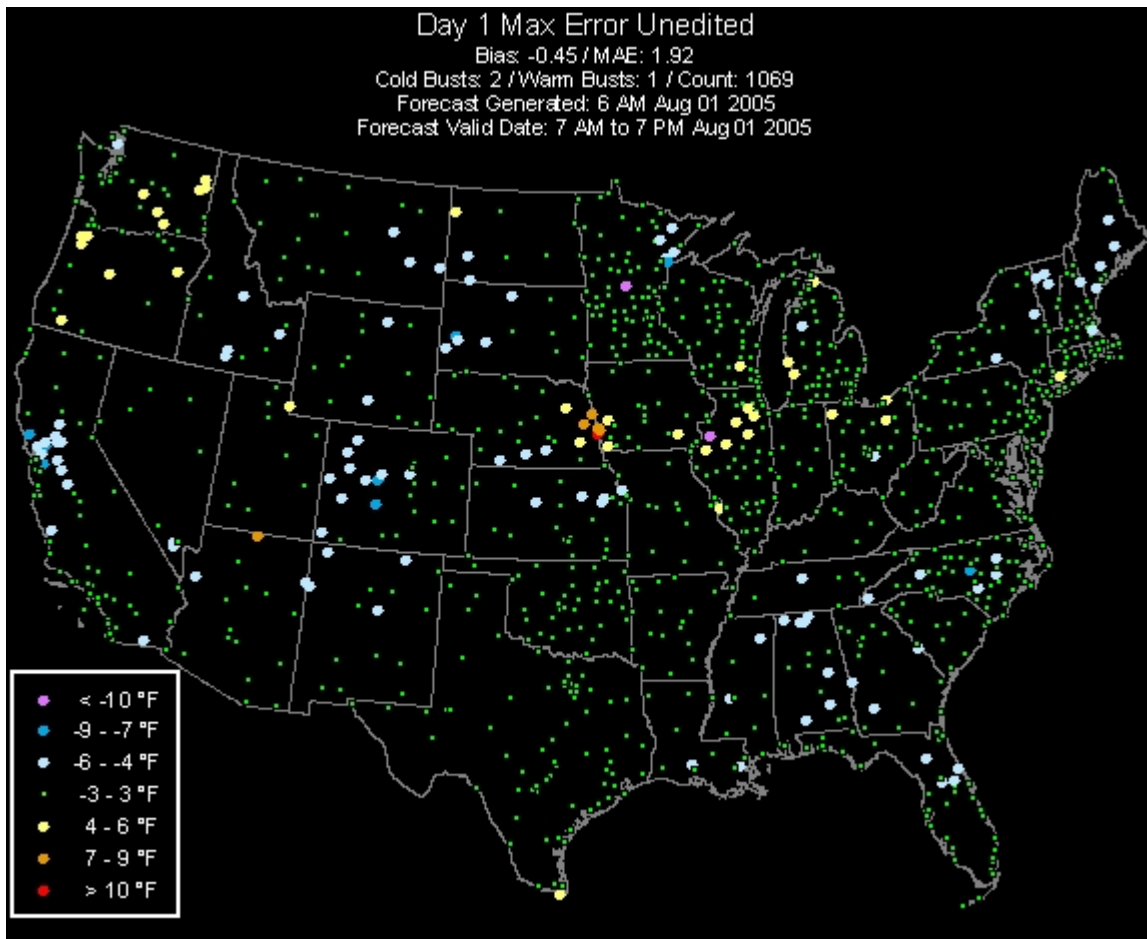 Day 1 Max Error Unedited
Bias: -0.45 / MAE: 1.92
Cold Busts: 2 / Warm Busts: 1 / Count: 1069
Forecast Generated: 6 AM Aug 01 2005
Forecast Valid Date: 7 AM to 7 PM Aug 01 2005
< -10 °F
-9 - -7 °F
-6 - -4 °F
-3 - 3 °F
4 - 6 °F
7 - 9 °F
> 10 °F